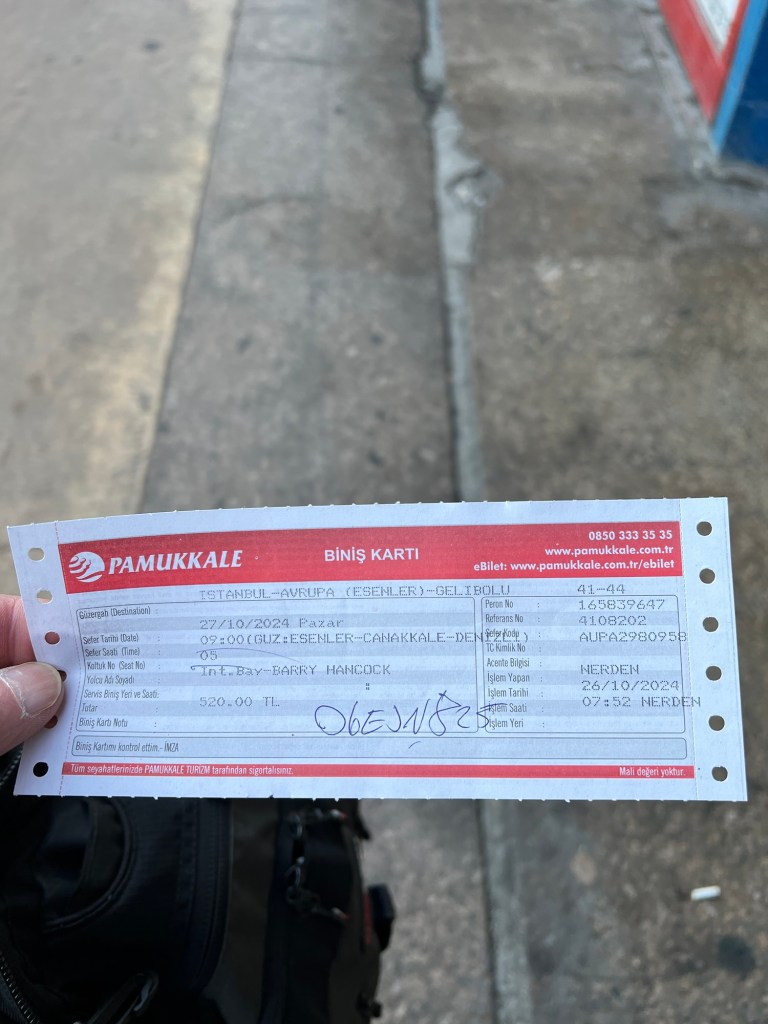 PAMUKKALE
BİNİŞ KARTI
0850 333 35 35
www.pamukkale.com.tr
eBilet: www.pamukkale.com.tr/ebilet
Güzergah (Destination) : ISTANBUL-AVRUPA (ESENLER)-GELIBOLU
Sefer Tarihi (Date) : 27/10/2024 Pazar
Sefer Saati (Time) : 09:00(GUZ:ESENLER-CANAKKALE-DENIZLI)
Koltuk No (Seat No) : 05
Yolcu Adı Soyadı : Int.Bay-BARRY HANCOCK
Servis Biniş Yeri ve Saati:
Tutar : 520.00 TL
Biniş Kartı Notu :
Peron No : 41-44
Referans No : 165839647
Sefer Kodu : 4108202
TC Kimlik No : AUPA2980958
Acente Bilgisi :
İşlem Yapan : NERDEN
İşlem Tarihi : 26/10/2024
İşlem Saati : 07:52 NERDEN
İşlem Yeri :
Biniş Kartımı kontrol ettim.- İMZA
Tüm seyahatlerinizde PAMUKKALE TURİZM tarafından sigortalısınız.
Mali değeri yoktur.